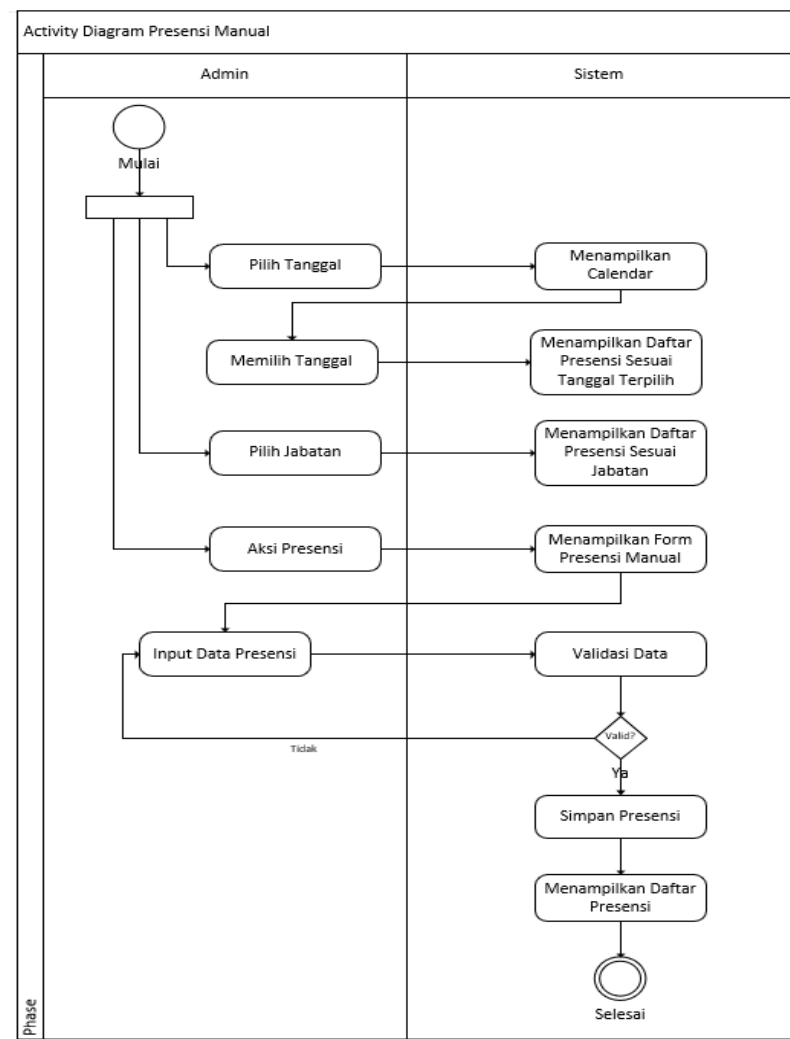 Activity Diagram Presensi Manual
Admin
Sistem
Mulai
Pilih Tanggal
Menampilkan
Calendar
Memilih Tanggal
Menampilkan Daftar
Presensi Sesuai
Tanggal Terpilih
Pilih Jabatan
Menampilkan Daftar
Presensi Sesuai
Jabatan
Aksi Presensi
Menampilkan Form
Presensi Manual
Input Data Presensi
Validasi Data
Valid?
Tidak
Ya
Simpan Presensi
Menampilkan Daftar
Presensi
Selesai
Phase